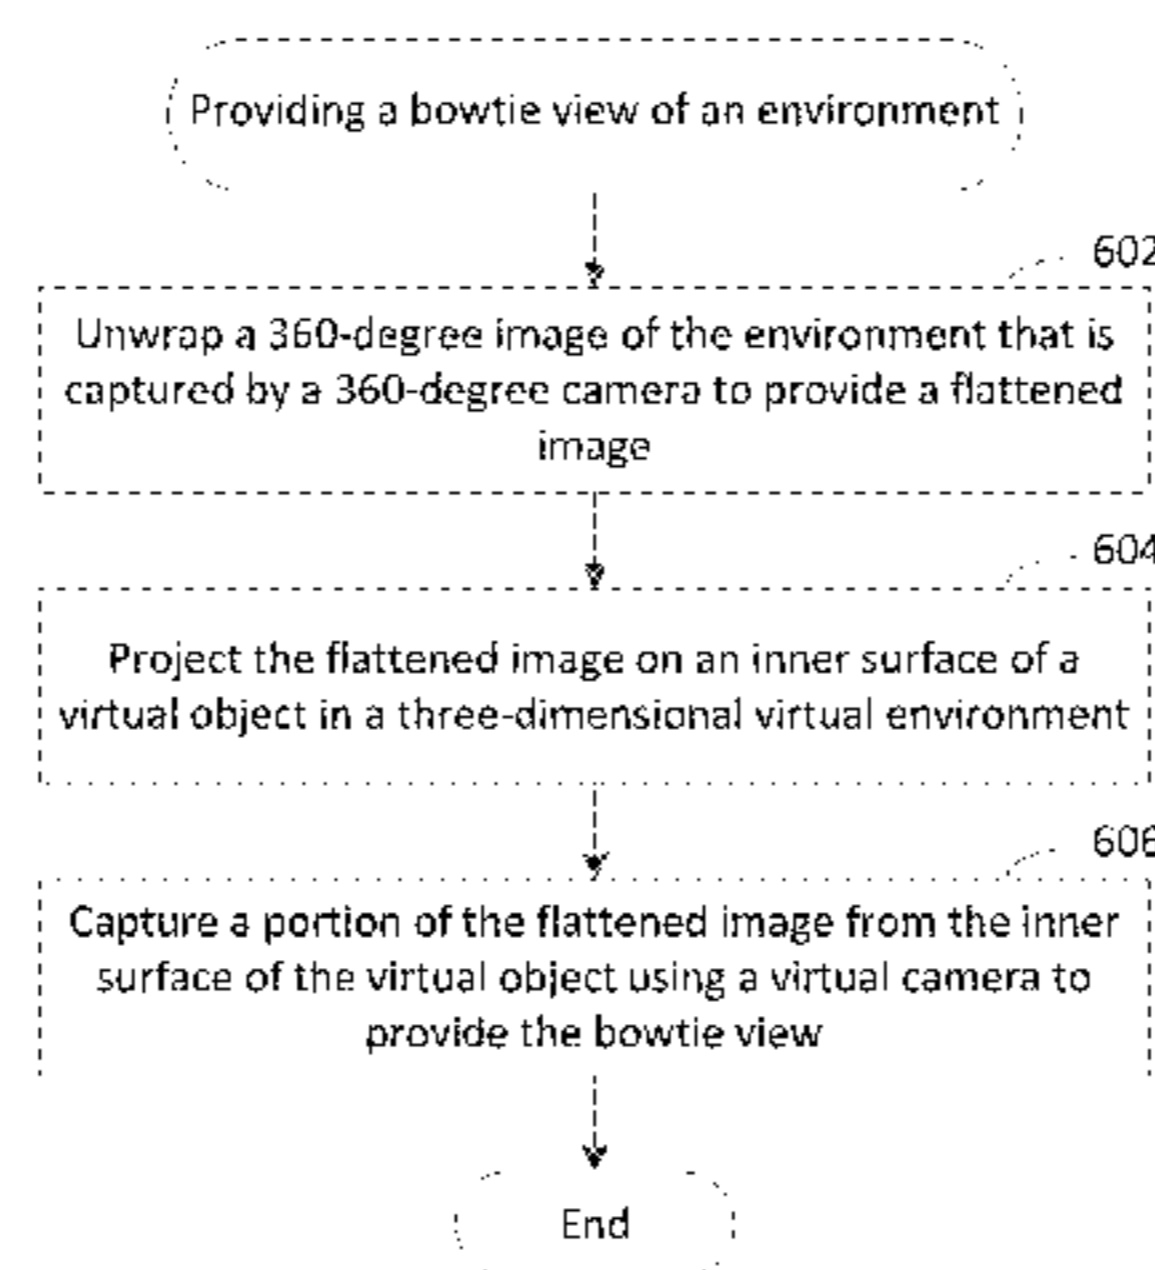 Providing a bowtie view of an environment
602
Unwrap a 360-degree image of the environment that is
captured by a 360-degree camera to provide a flattened
image
604
Project the flattened image on an inner surface of a
virtual object in a three-dimensional virtual environment
606
Capture a portion of the flattened image from the inner
surface of the virtual object using a virtual camera to
provide the bowtie view
End